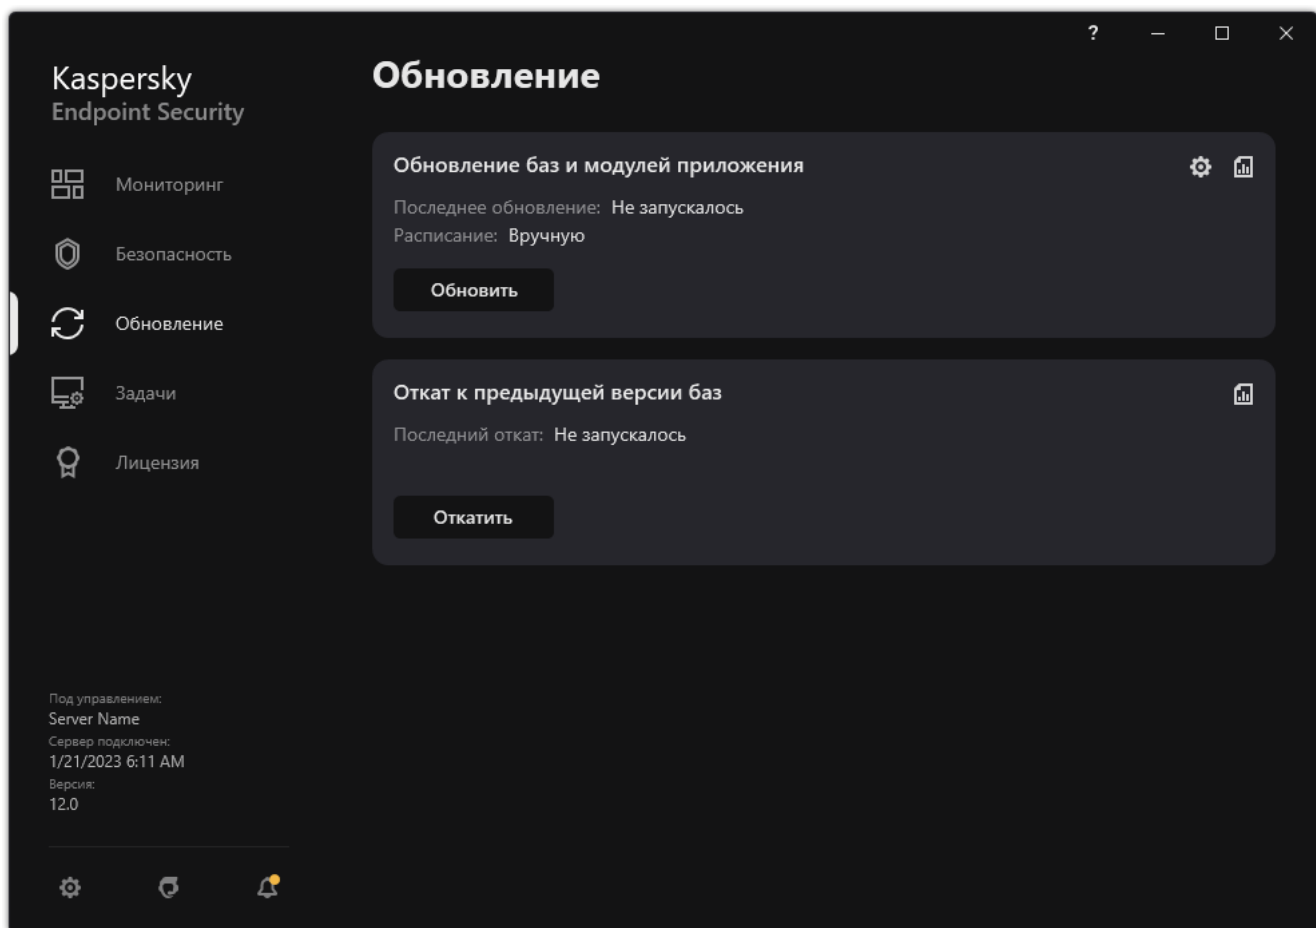 ?
Kaspersky
Endpoint Security
Мониторинг
Безопасность
Обновление
Задачи
Лицензия
Под управлением:
Server Name
Сервер подключен:
1/21/2023 6:11 AM
Версия:
12.0
Обновление
Обновление баз и модулей приложения
Последнее обновление: Не запускалось
Расписание: Вручную
Обновить
Откат к предыдущей версии баз
Последний откат: Не запускалось
Откатить